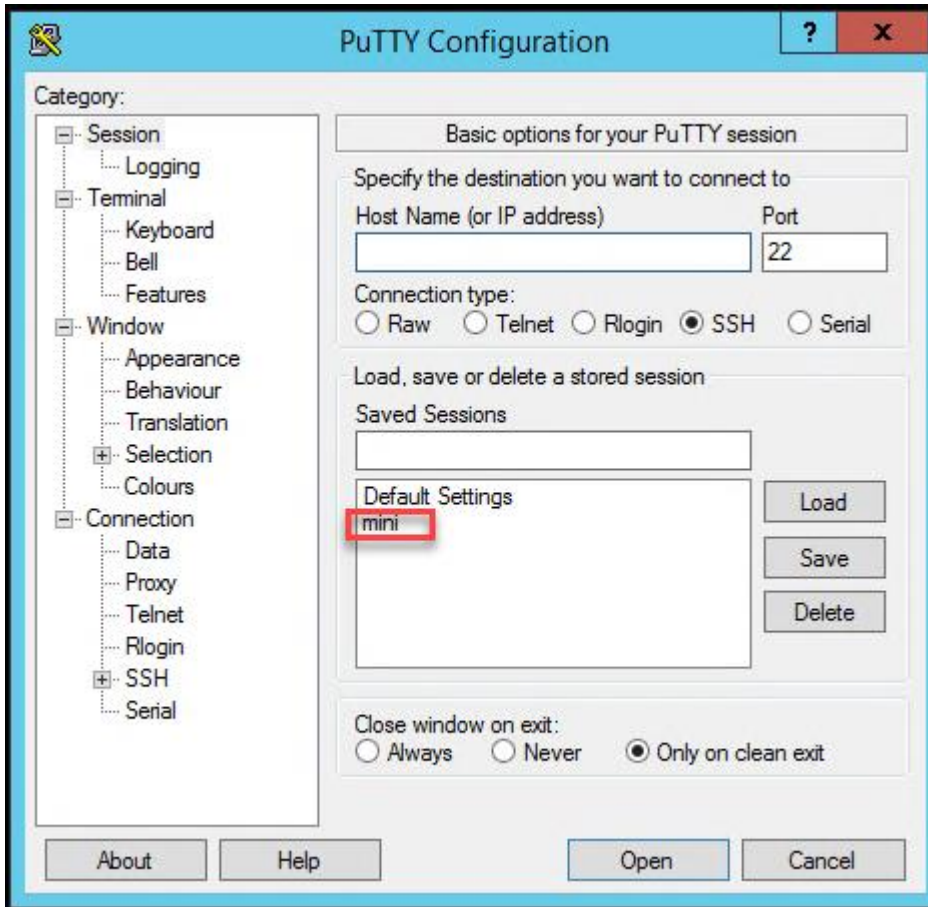 PuTTY Configuration
?
x
Category:
Session
Logging
Terminal
Keyboard
Bell
Features
Window
Appearance
Behaviour
Translation
Selection
Colours
Connection
Data
Proxy
Telnet
Rlogin
SSH
Serial
Basic options for your PuTTY session
Specify the destination you want to connect to
Host Name (or IP address) Port
22
Connection type:
Raw Telnet Rlogin SSH Serial
Load, save or delete a stored session
Saved Sessions
Default Settings
mini
Load
Save
Delete
Close window on exit:
Always Never Only on clean exit
About Help Open Cancel